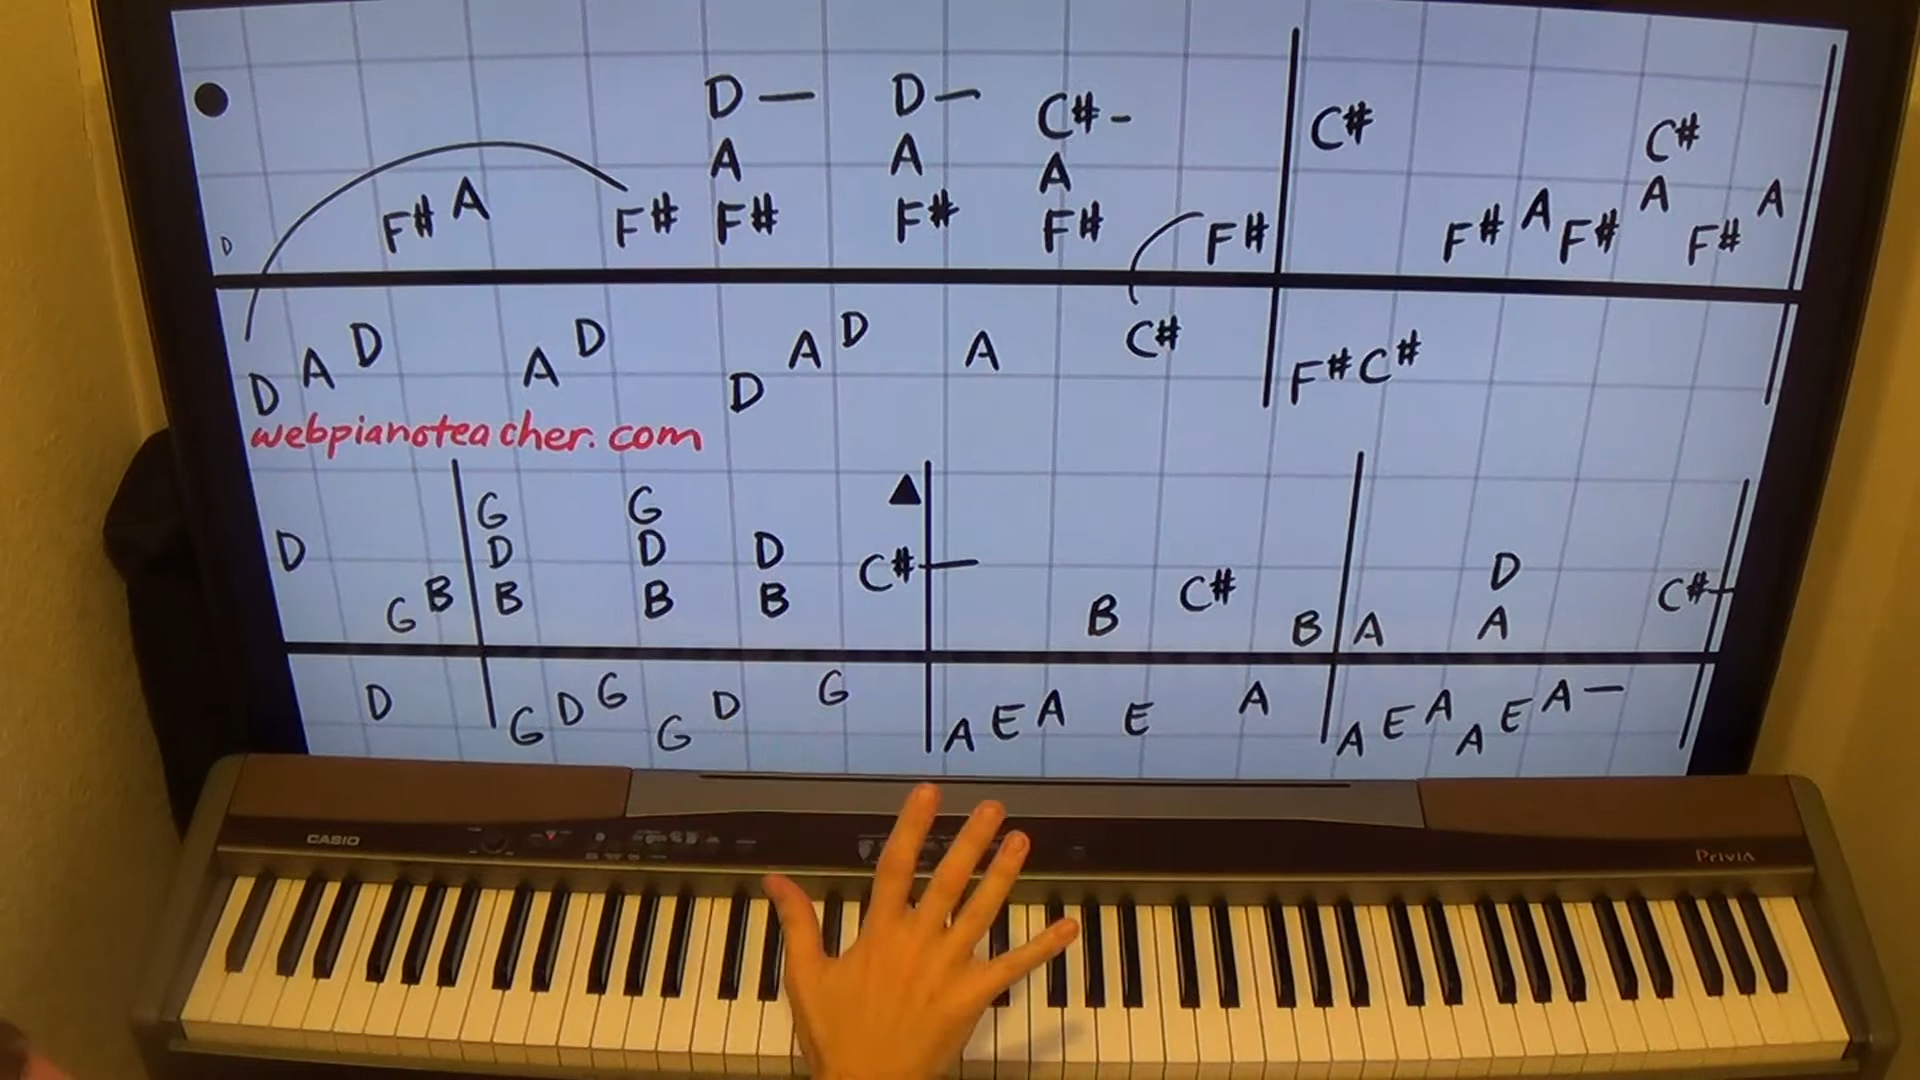 D — D — C# -
A A A C# C#
F# A F# F# F# F# F# F# A F# A F# A
D
D A D A D D A D A C# F# C#
webpianoteacher.com
G G
D D D D C# — B C# B A D C# —
G B B B B A
D G D G G D G A E A E A A E A A E A —
CASIO Privia